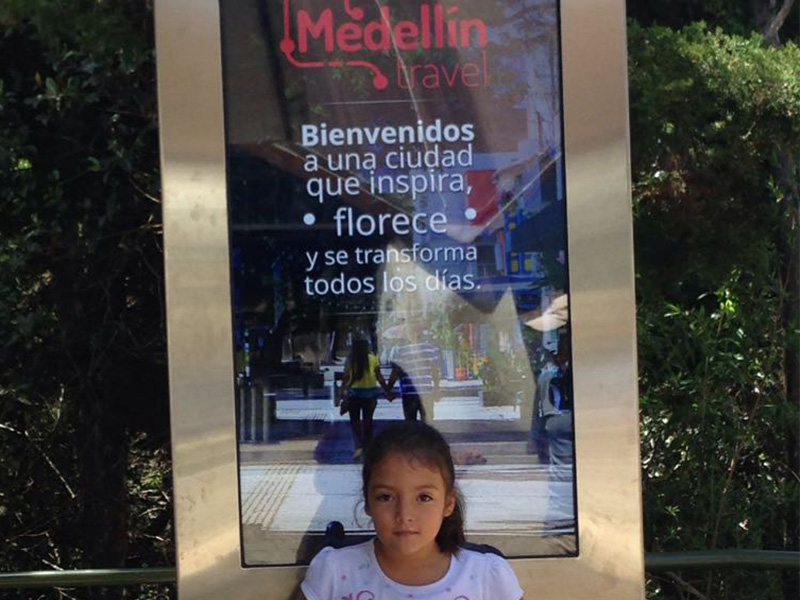 Medellín
travel
Bienvenidos
a una ciudad
que inspira,
• florece •
y se transforma
todos los días.